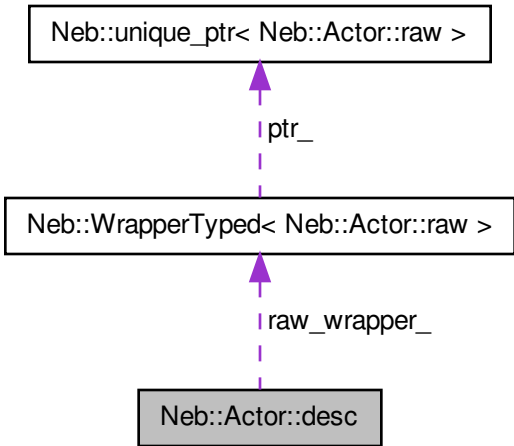 Neb::unique_ptr< Neb::Actor::raw >
ptr_
Neb::WrapperTyped< Neb::Actor::raw >
raw_wrapper_
Neb::Actor::desc